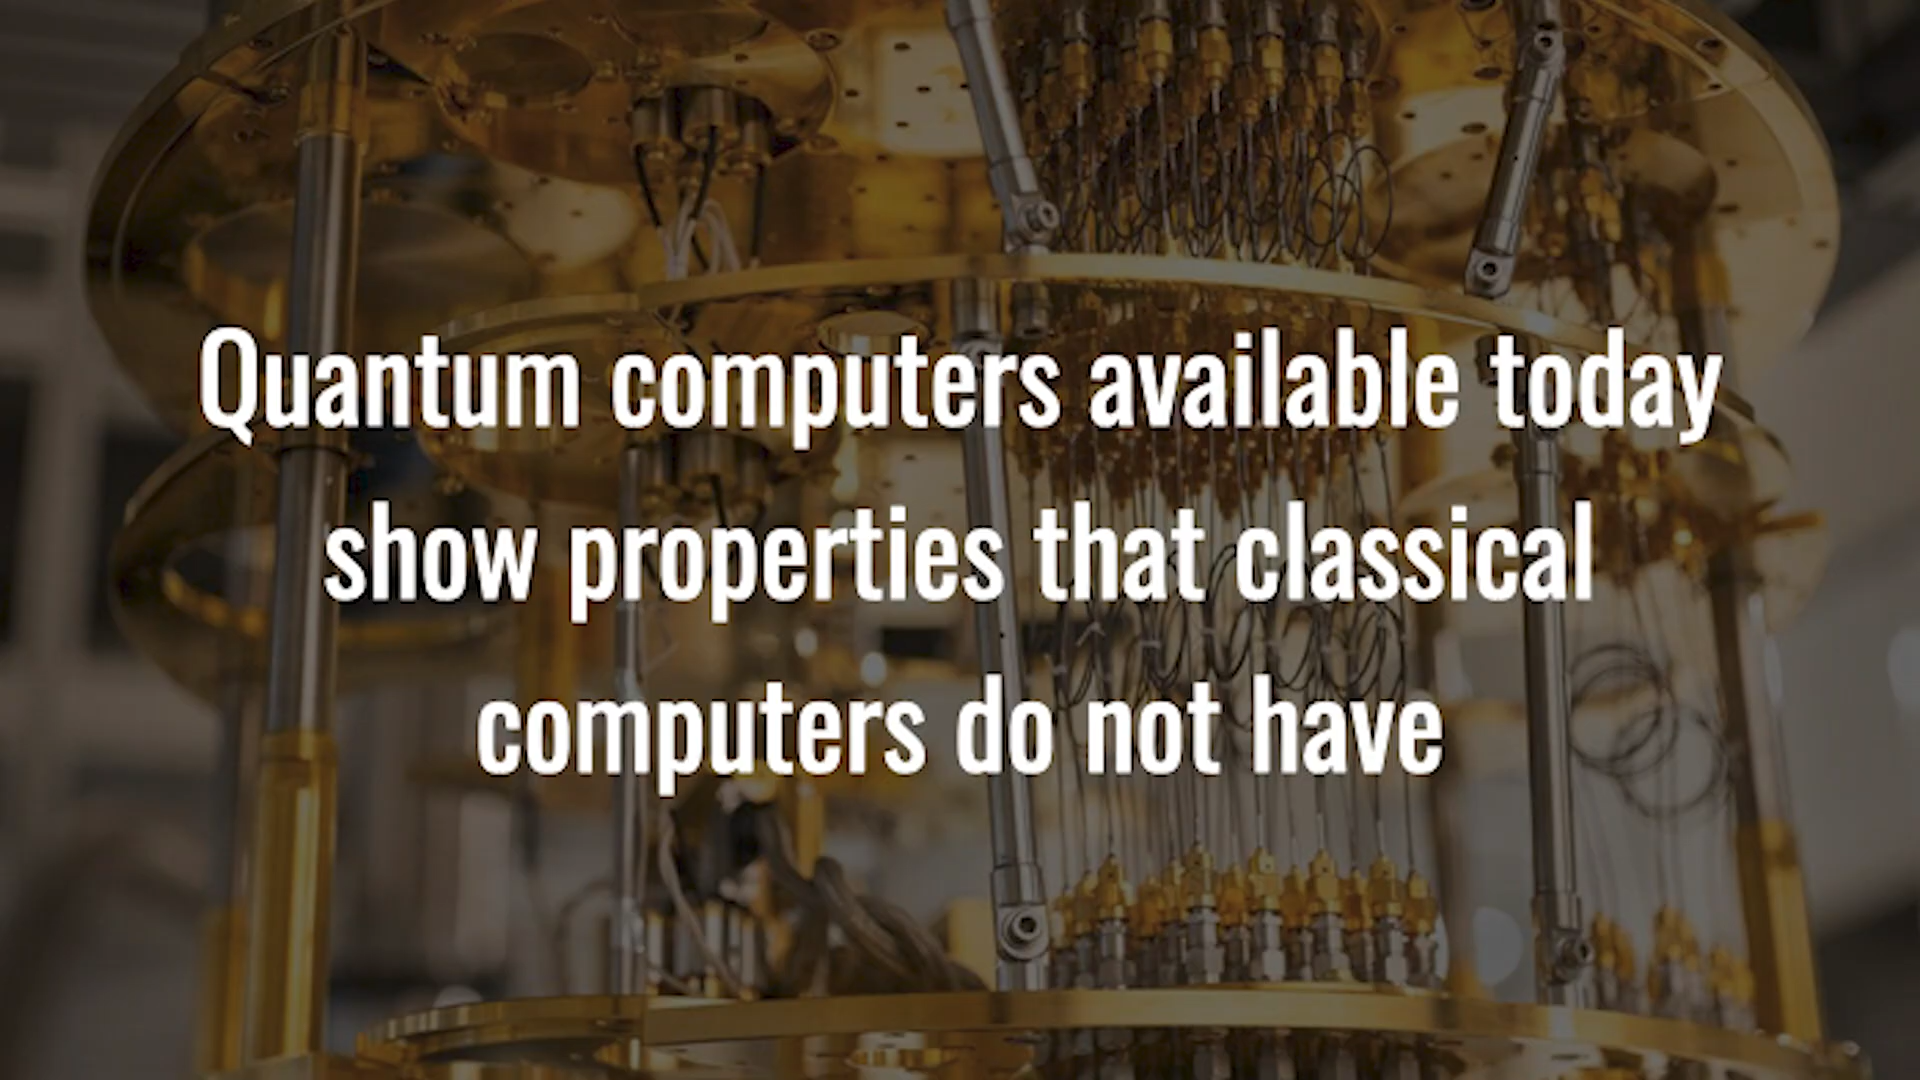 Quantum computers available today
show properties that classical
computers do not have